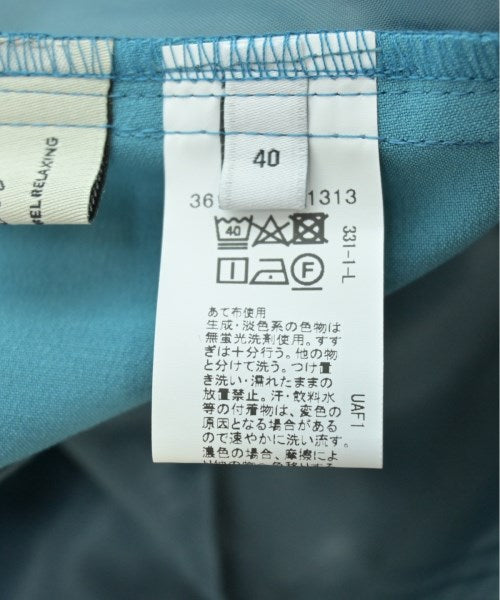 EL RELAXING
40
36
1313
40
F
331-1-L
あて布使用
生成・淡色系の色物は
無蛍光洗剤使用。すす
ぎは十分行う。他の物
と分けて洗う。つけ置
き洗い・濡れたままの
放置禁止。汗・飲料水
等の付着物は、変色の
原因となる場合がある
ので速やかに洗い流す。
濃色の場合、摩擦によ
UAF1